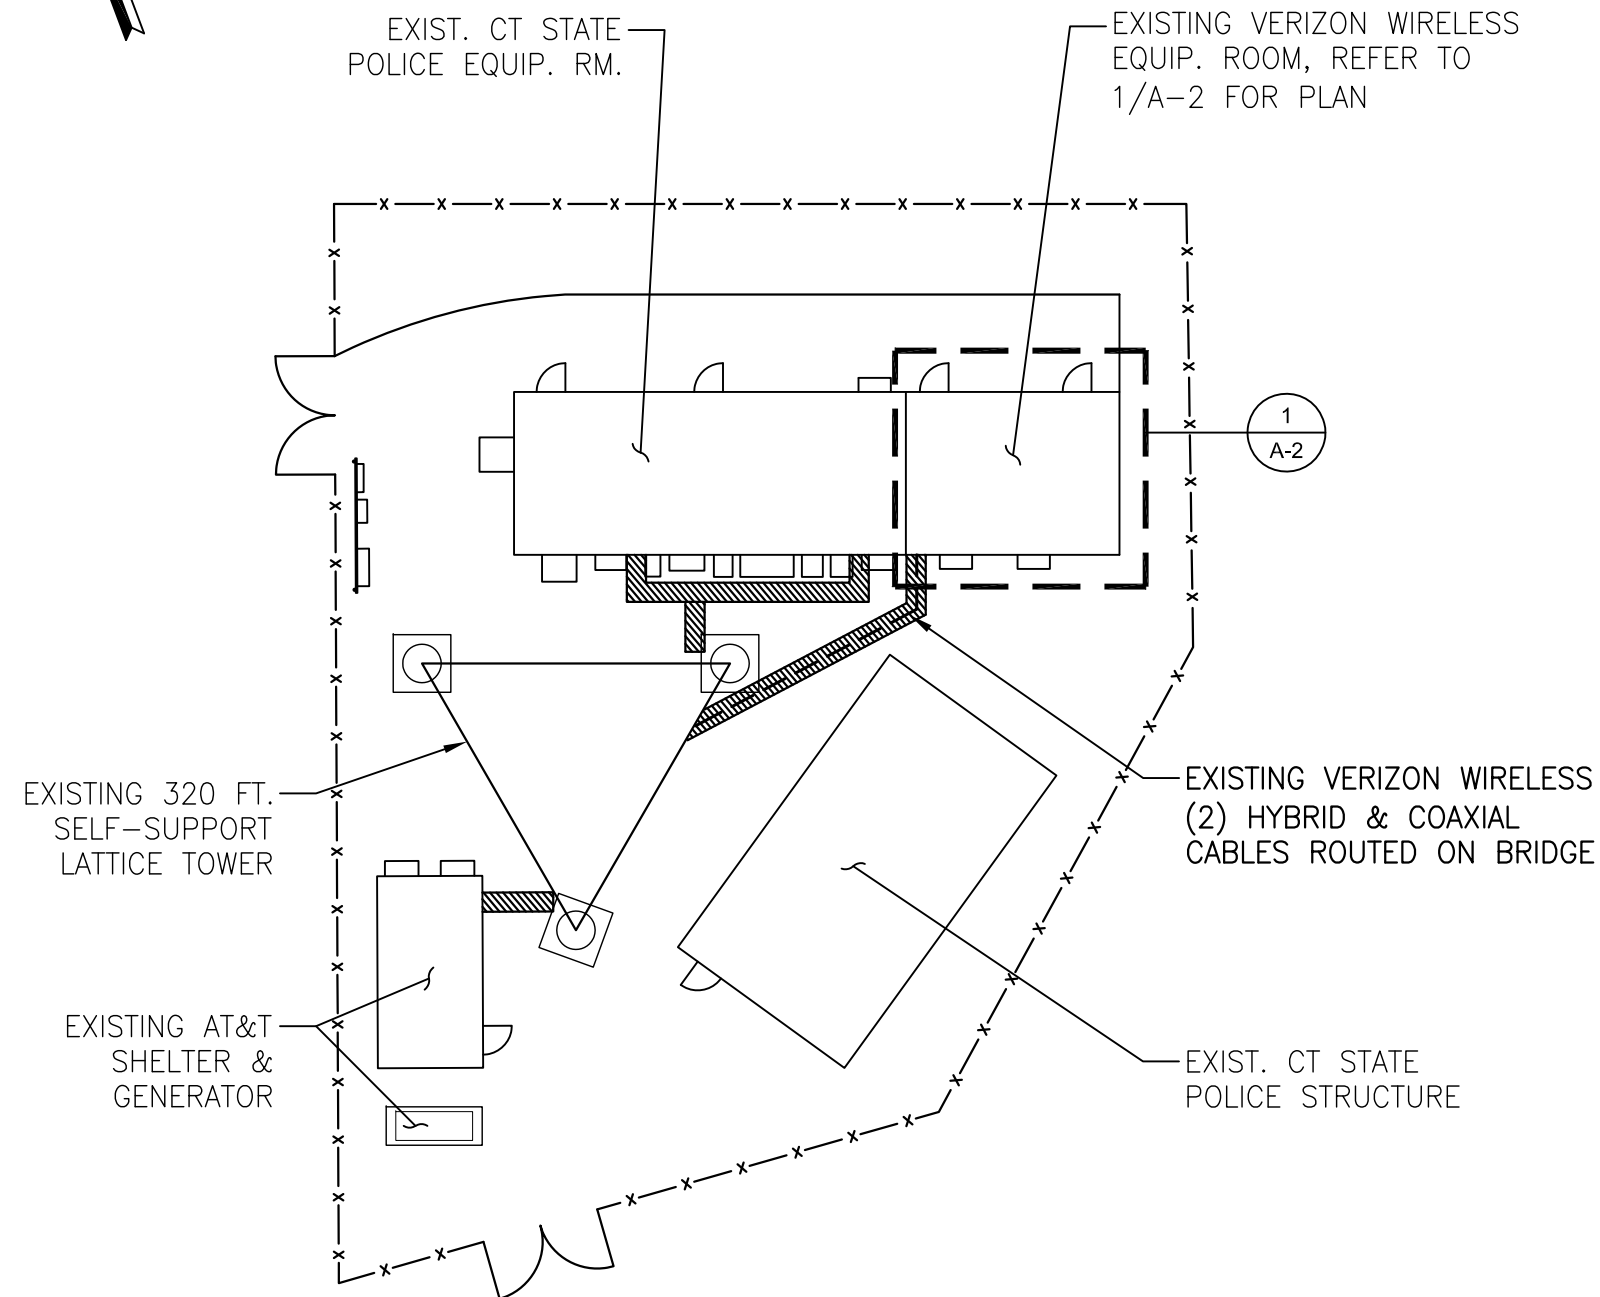 EXIST. CT STATE
POLICE EQUIP. RM.
EXISTING VERIZON WIRELESS
EQUIP. ROOM, REFER TO
1/A-2 FOR PLAN
1
A-2
EXISTING 320 FT.
SELF-SUPPORT
LATTICE TOWER
EXISTING VERIZON WIRELESS
(2) HYBRID & COAXIAL
CABLES ROUTED ON BRIDGE
EXISTING AT&T
SHELTER &
GENERATOR
EXIST. CT STATE
POLICE STRUCTURE